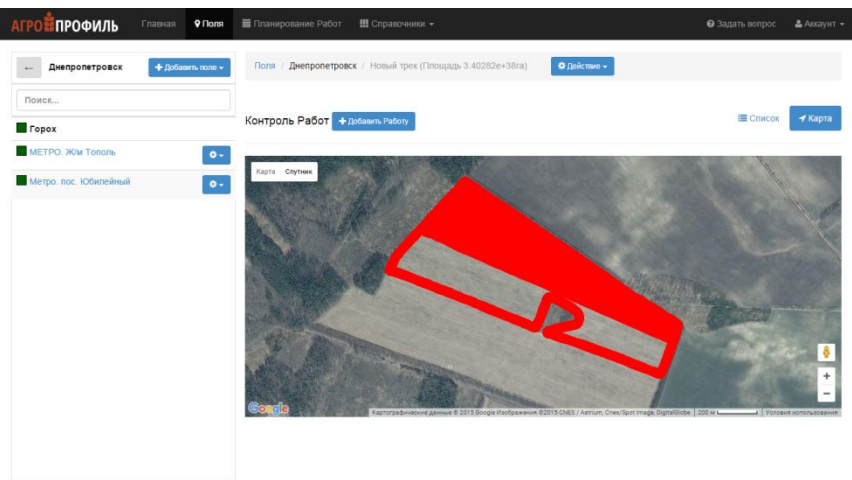 АГРО ПРОФИЛЬ Главная Поля Планирование Работ Справочники Задать вопрос Аккаунт
← Днепропетровск + Добавить поле
Поля / Днепропетровск / Новый трек (Площадь 3.40282e+38га) Действие
Поиск...
Горох
Контроль Работ + Добавить Работу Список Карта
МЕТРО. Ж/м Тополь
Метро. пос. Юбилейный
Карта Спутник
+
−
Google Картографические данные © 2015 Google Изображения ©2015 CNES / Astrium, Cnes/Spot Image, DigitalGlobe 200 м Условия использования